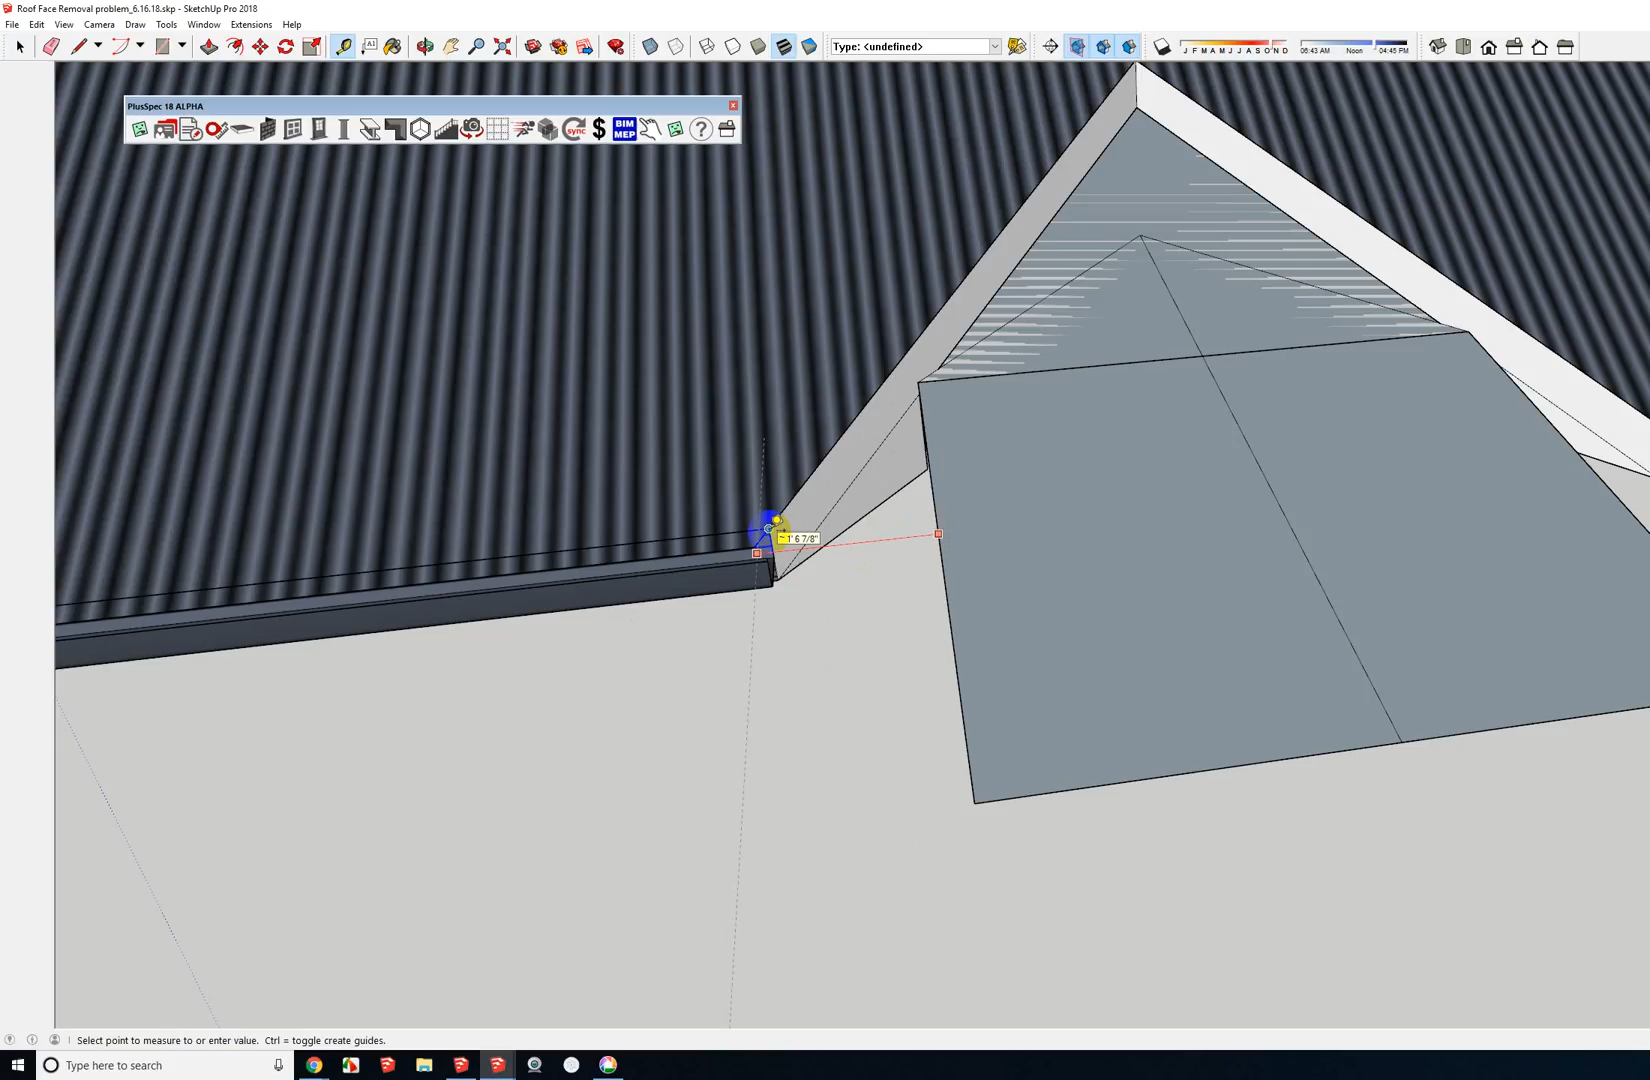 Roof Face Removal problem_6.16.18.skp - SketchUp Pro 2018
File Edit View Camera Draw Tools Window Extensions Help
A1
Type: <undefined>
J F M A M J J A S O N D
06:43 AM Noon 04:45 PM
PlusSpec 18 ALPHA
sync $ BIM MEP ?
~ 1' 6 7/8"
Select point to measure to or enter value. Ctrl = toggle create guides.
Type here to search